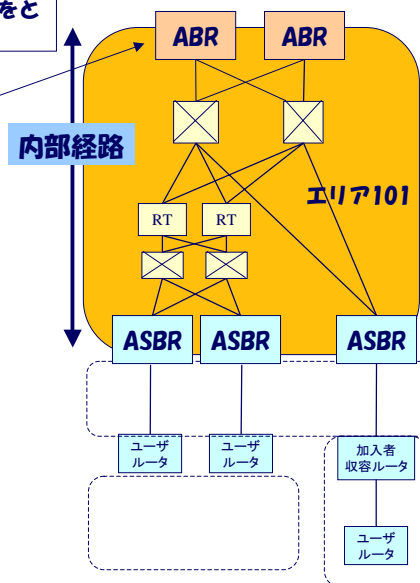 をと
ABR
ABR
内部経路
エリア101
RT
RT
ASBR
ASBR
ASBR
ユーザ
ルータ
ユーザ
ルータ
加入者
収容ルータ
ユーザ
ルータ